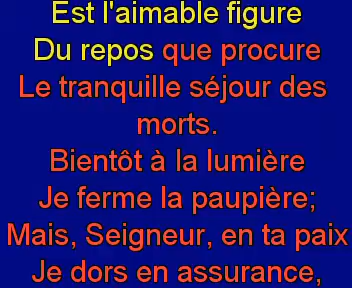 Est l'aimable figure
Du repos que procure
Le tranquille séjour des
morts.
Bientôt à la lumière
Je ferme la paupière;
Mais, Seigneur, en ta paix
Je dors en assurance,